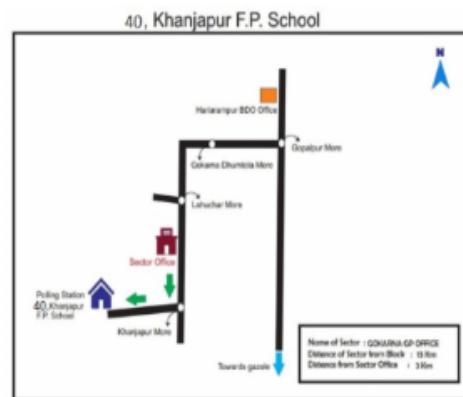 40, Khanjapur F.P. School
N
Harirampur BDO Office
Gopalpur More
Gokarna Dhumtola More
Lahuchar More
Sector Office
Polling Station
40, Khanjapur
F.P. School
Khanjapur More
Name of Sector : GOKARNA GP OFFICE
Distance of Sector from Block : 15 Km
Distance from Sector Office : 3 Km
Towards gazole